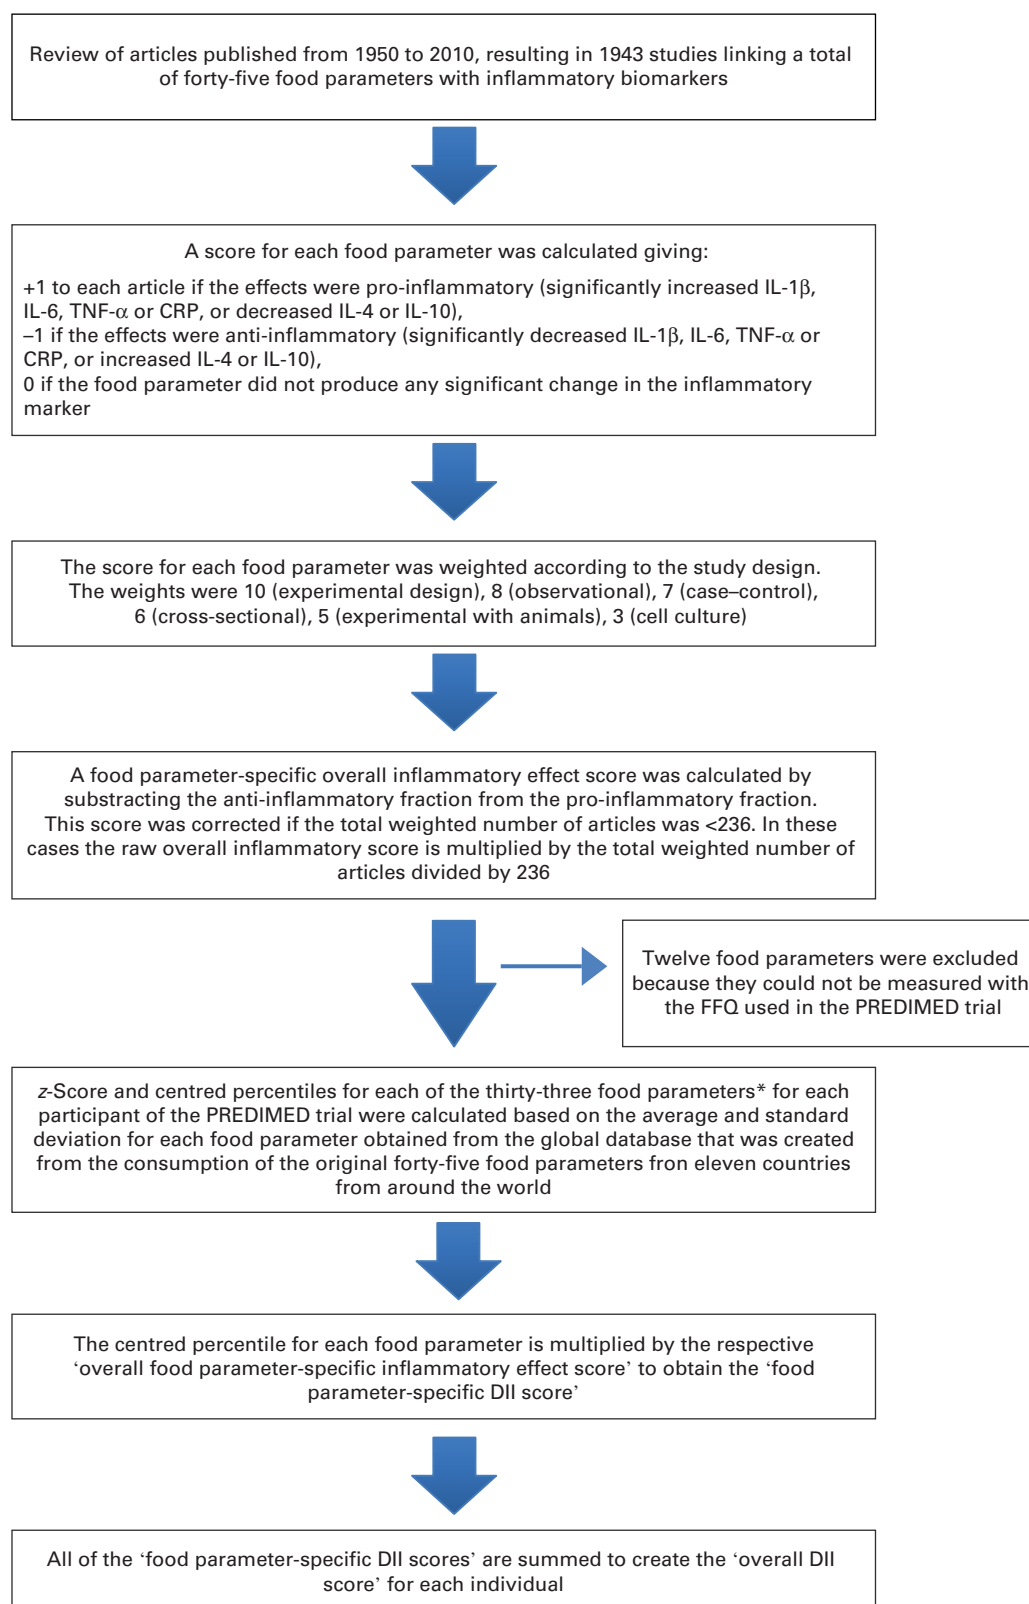 Review of articles published from 1950 to 2010, resulting in 1943 studies linking a total
of forty-five food parameters with inflammatory biomarkers
A score for each food parameter was calculated giving:
+1 to each article if the effects were pro-inflammatory (significantly increased IL-1β,
IL-6, TNF-α or CRP, or decreased IL-4 or IL-10),
–1 if the effects were anti-inflammatory (significantly decreased IL-1β, IL-6, TNF-α or
CRP, or increased IL-4 or IL-10),
0 if the food parameter did not produce any significant change in the inflammatory
marker
The score for each food parameter was weighted according to the study design.
The weights were 10 (experimental design), 8 (observational), 7 (case–control),
6 (cross-sectional), 5 (experimental with animals), 3 (cell culture)
A food parameter-specific overall inflammatory effect score was calculated by
substracting the anti-inflammatory fraction from the pro-inflammatory fraction.
This score was corrected if the total weighted number of articles was <236. In these
cases the raw overall inflammatory score is multiplied by the total weighted number of
articles divided by 236
Twelve food parameters were excluded
because they could not be measured with
the FFQ used in the PREDIMED trial
z-Score and centred percentiles for each of the thirty-three food parameters* for each
participant of the PREDIMED trial were calculated based on the average and standard
deviation for each food parameter obtained from the global database that was created
from the consumption of the original forty-five food parameters fron eleven countries
from around the world
The centred percentile for each food parameter is multiplied by the respective
‘overall food parameter-specific inflammatory effect score’ to obtain the ‘food
parameter-specific DII score’
All of the ‘food parameter-specific DII scores’ are summed to create the ‘overall DII
score’ for each individual